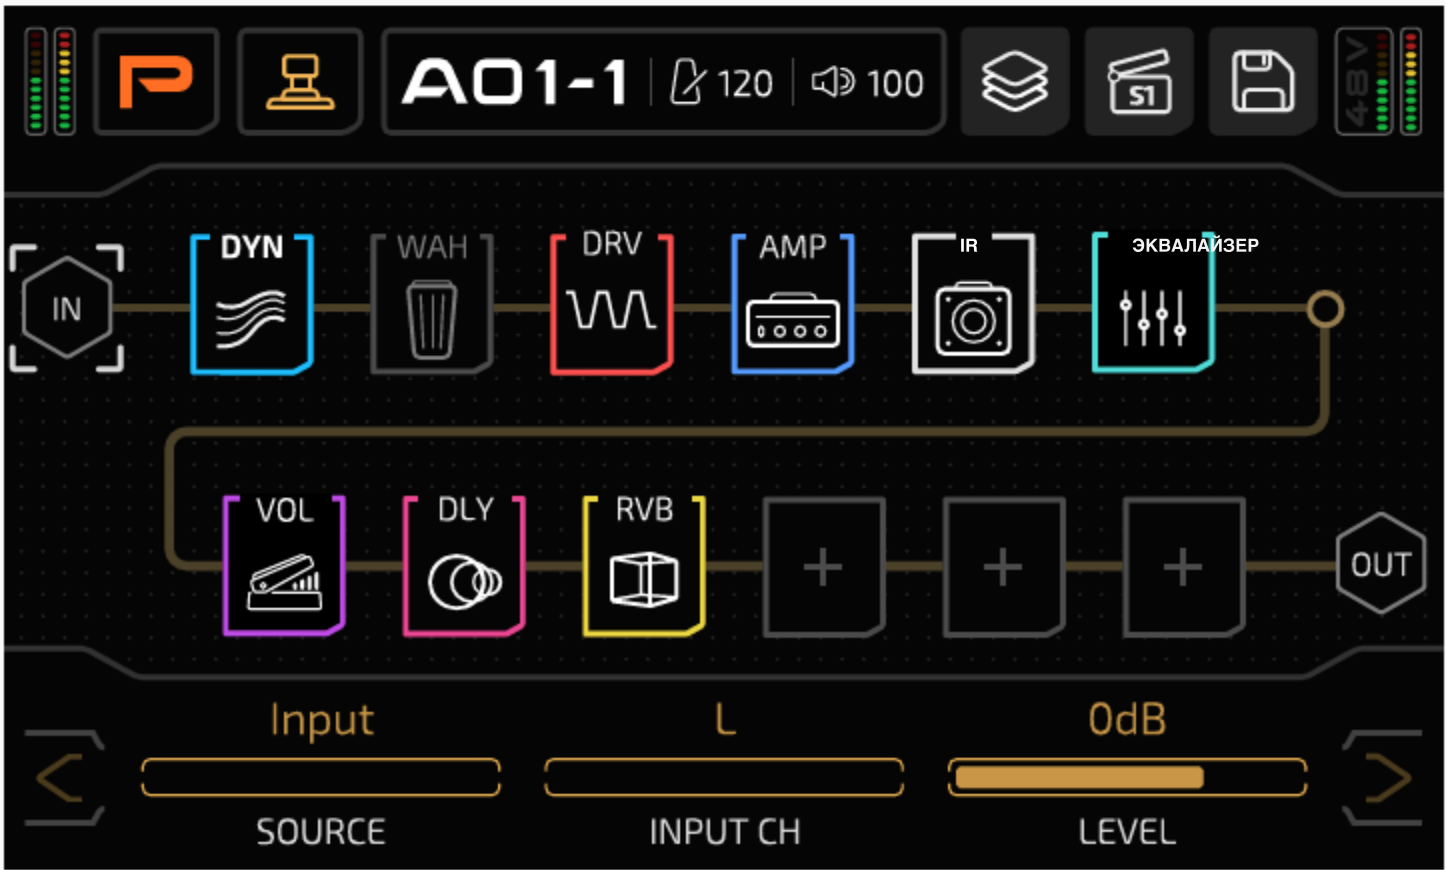 A01-1 120 100 S1 48V
DYN WAH DRV AMP IR ЭКВАЛАЙЗЕР
IN
VOL DLY RVB
OUT
Input L 0dB
SOURCE INPUT CH LEVEL